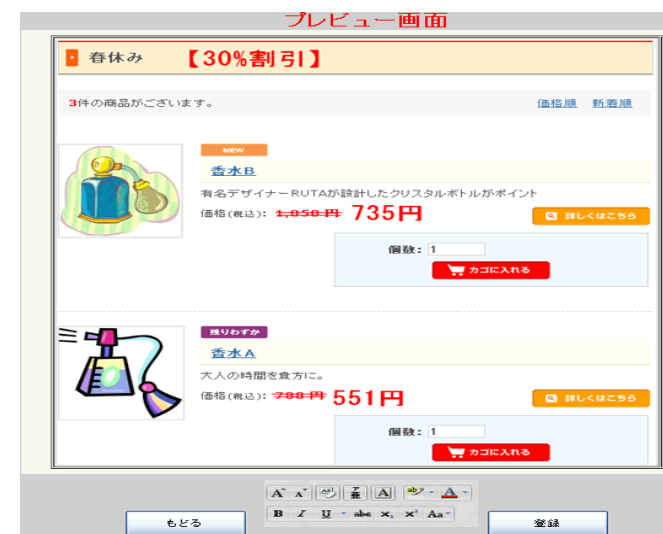 プレビュー画面
春休み 【30%割引】
3件の商品がございます。 価格順 新着順
NEW
香水B
有名デザイナーRUTAが設計したクリスタルボトルがポイント
価格(税込): 1,050円 735円 詳しくはこちら
個数: 1
カゴに入れる
残りわずか
香水A
大人の時間を貴方に。
価格(税込): 788円 551円 詳しくはこちら
個数: 1
カゴに入れる
A A ア亜 A ab A
B I U abc X₂ X² Aa
もどる 登録